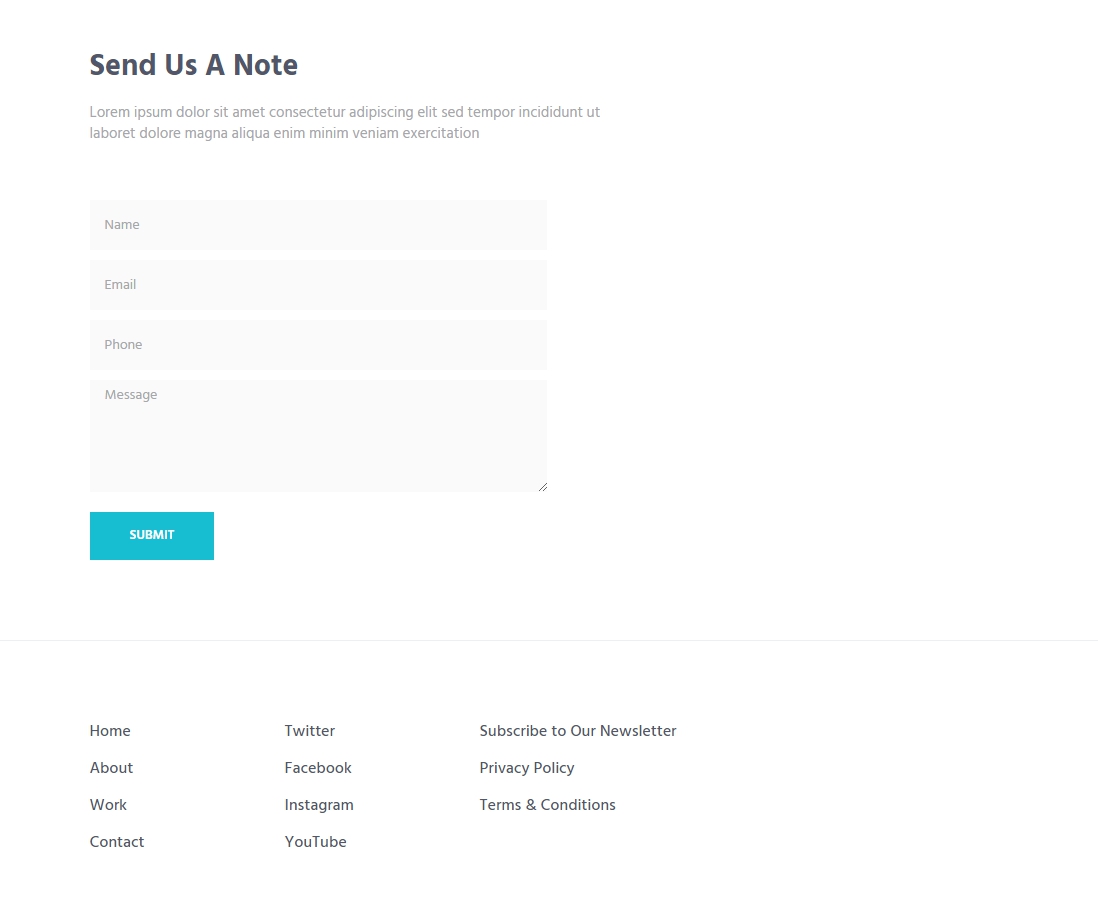 Send Us A Note
Lorem ipsum dolor sit amet consectetur adipiscing elit sed tempor incididunt ut
laboret dolore magna aliqua enim minim veniam exercitation
Name
Email
Phone
Message
SUBMIT
Home
About
Work
Contact
Twitter
Facebook
Instagram
YouTube
Subscribe to Our Newsletter
Privacy Policy
Terms & Conditions